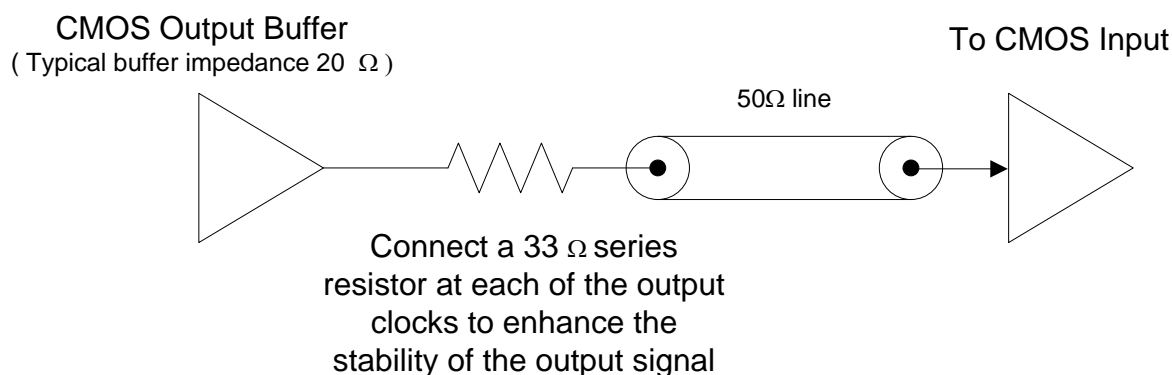 CMOS Output Buffer
( Typical buffer impedance 20 Ω )
To CMOS Input
50Ω line
Connect a 33 Ω series
resistor at each of the output
clocks to enhance the
stability of the output signal